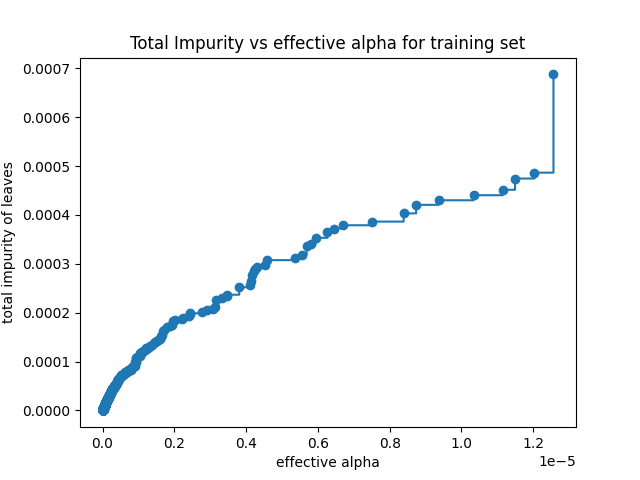 Total Impurity vs effective alpha for training set
total impurity of leaves
0.0007
0.0006
0.0005
0.0004
0.0003
0.0002
0.0001
0.0000
0.0 0.2 0.4 0.6 0.8 1.0 1.2
1e−5
effective alpha